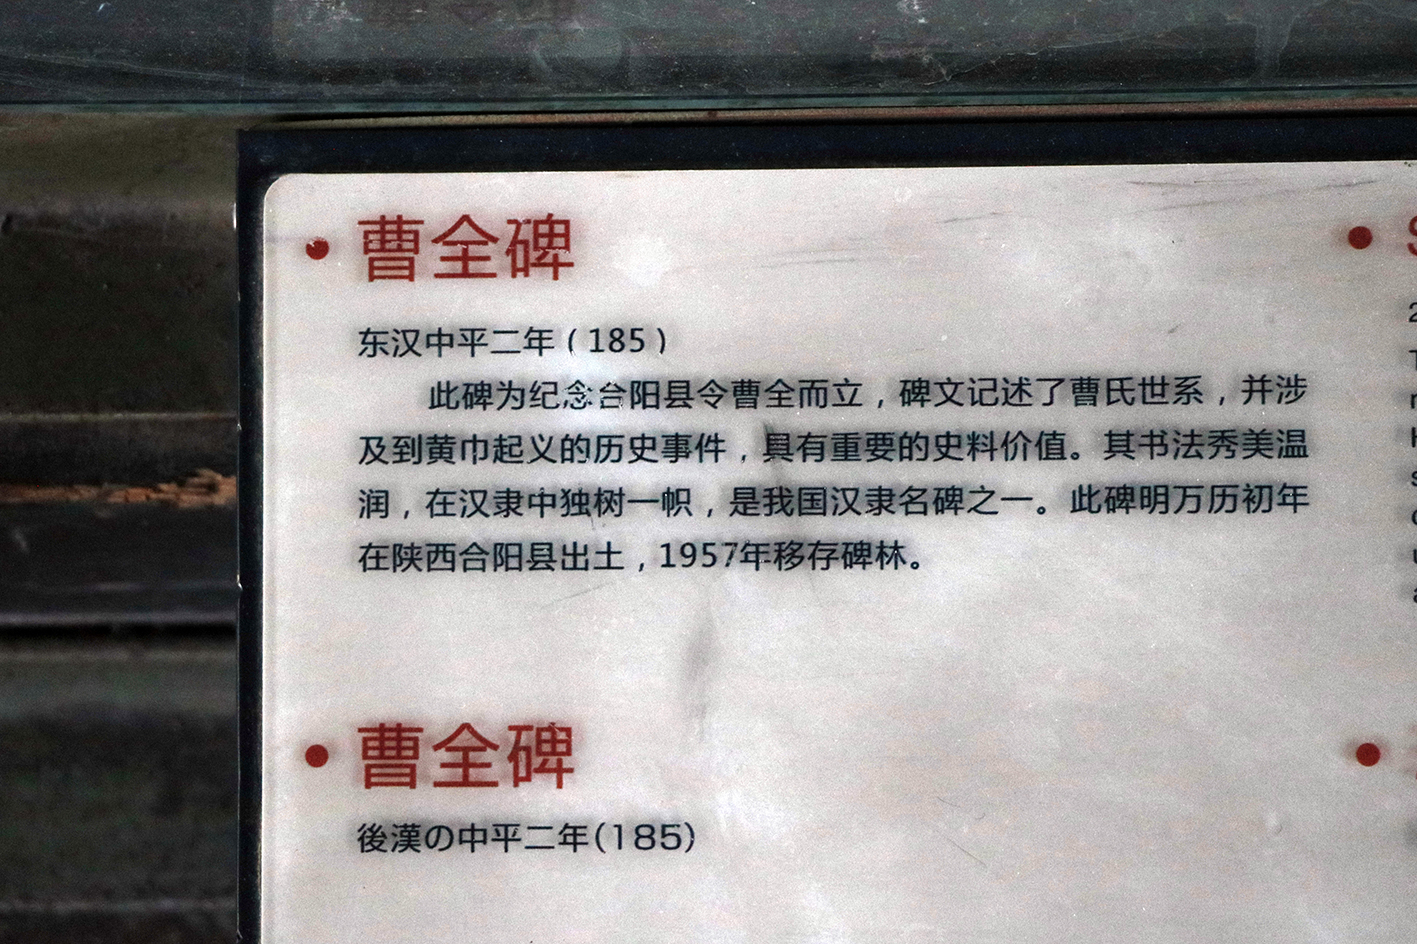 曹全碑
东汉中平二年（185）
此碑为纪念合阳县令曹全而立，碑文记述了曹氏世系，并涉
及到黄巾起义的历史事件，具有重要的史料价值。其书法秀美温
润，在汉隶中独树一帜，是我国汉隶名碑之一。此碑明万历初年
在陕西合阳县出土，1957年移存碑林。
曹全碑
後漢の中平二年(185)